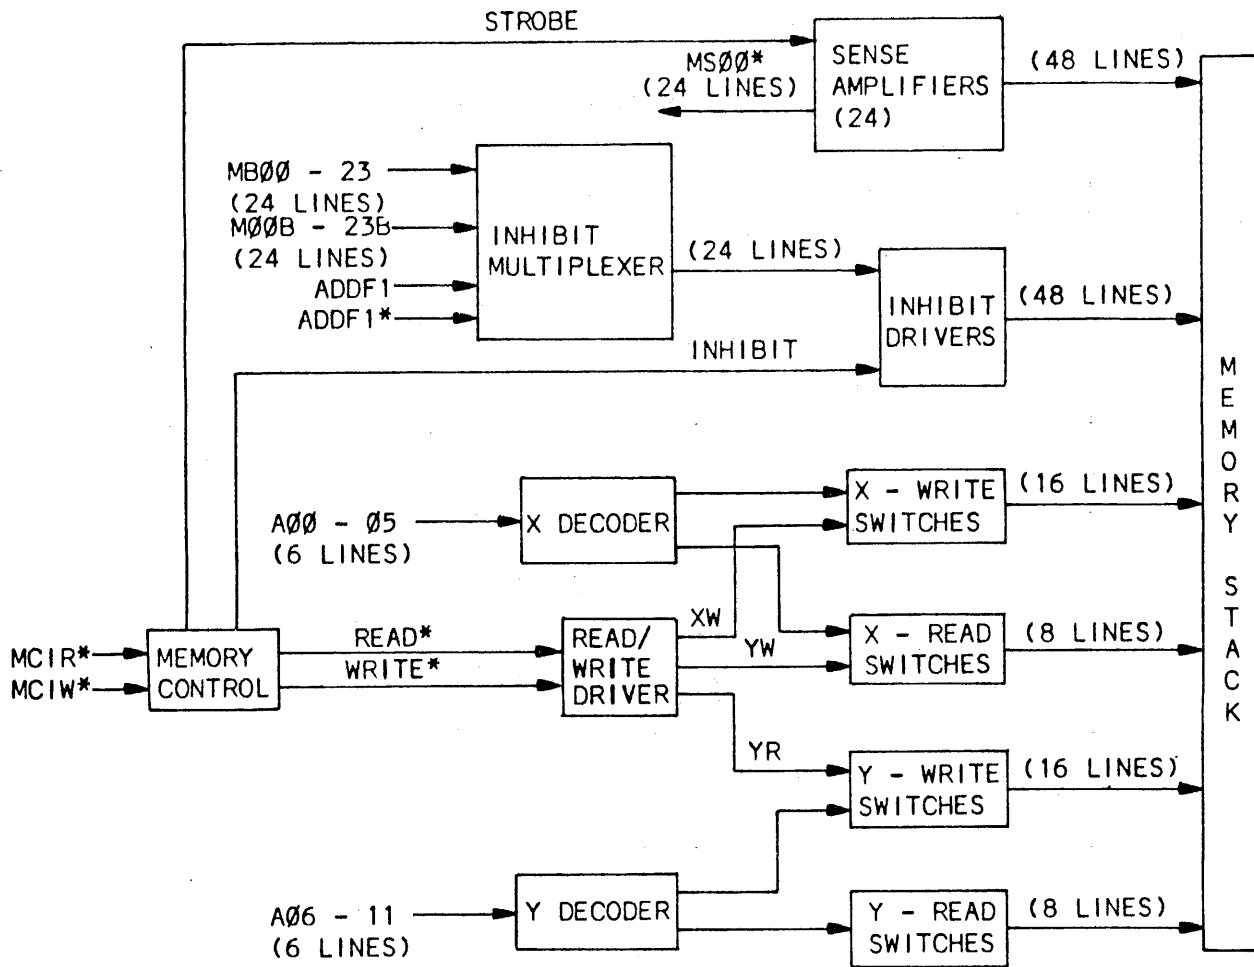 STROBE
MSØØ*
(24 LINES)
SENSE
AMPLIFIERS
(24)
(48 LINES)
MBØØ - 23
(24 LINES)
MØØB - 23B
(24 LINES)
ADDF1
ADDF1*
INHIBIT
MULTIPLEXER
(24 LINES)
INHIBIT
DRIVERS
(48 LINES)
INHIBIT
AØØ - Ø5
(6 LINES)
X DECODER
X - WRITE
SWITCHES
(16 LINES)
MCIR*
MCIW*
MEMORY
CONTROL
READ*
WRITE*
READ/
WRITE
DRIVER
XW
YW
YR
X - READ
SWITCHES
(8 LINES)
Y - WRITE
SWITCHES
(16 LINES)
AØ6 - 11
(6 LINES)
Y DECODER
Y - READ
SWITCHES
(8 LINES)
MEMORY STACK